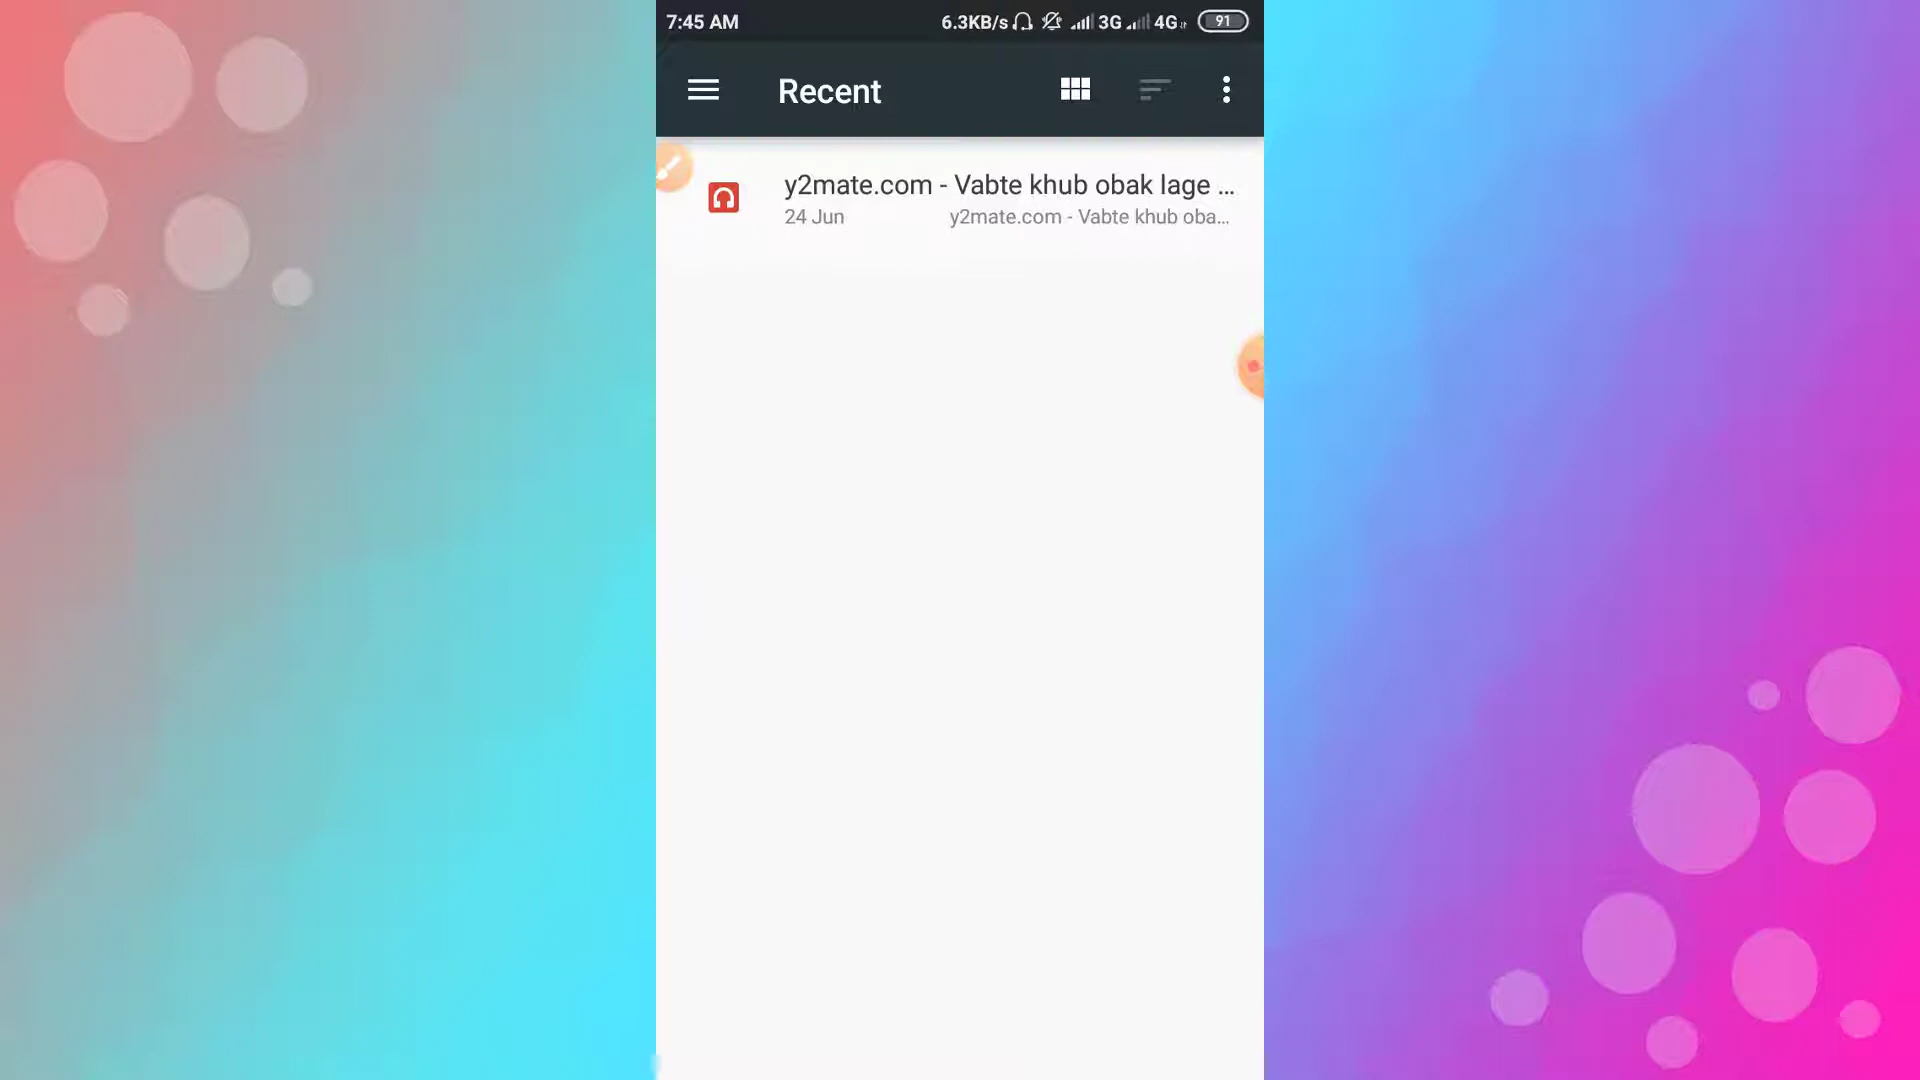 7:45 AM 6.3KB/s 3G 4G 91
Recent
y2mate.com - Vabte khub obak lage ...
24 Jun y2mate.com - Vabte khub oba...